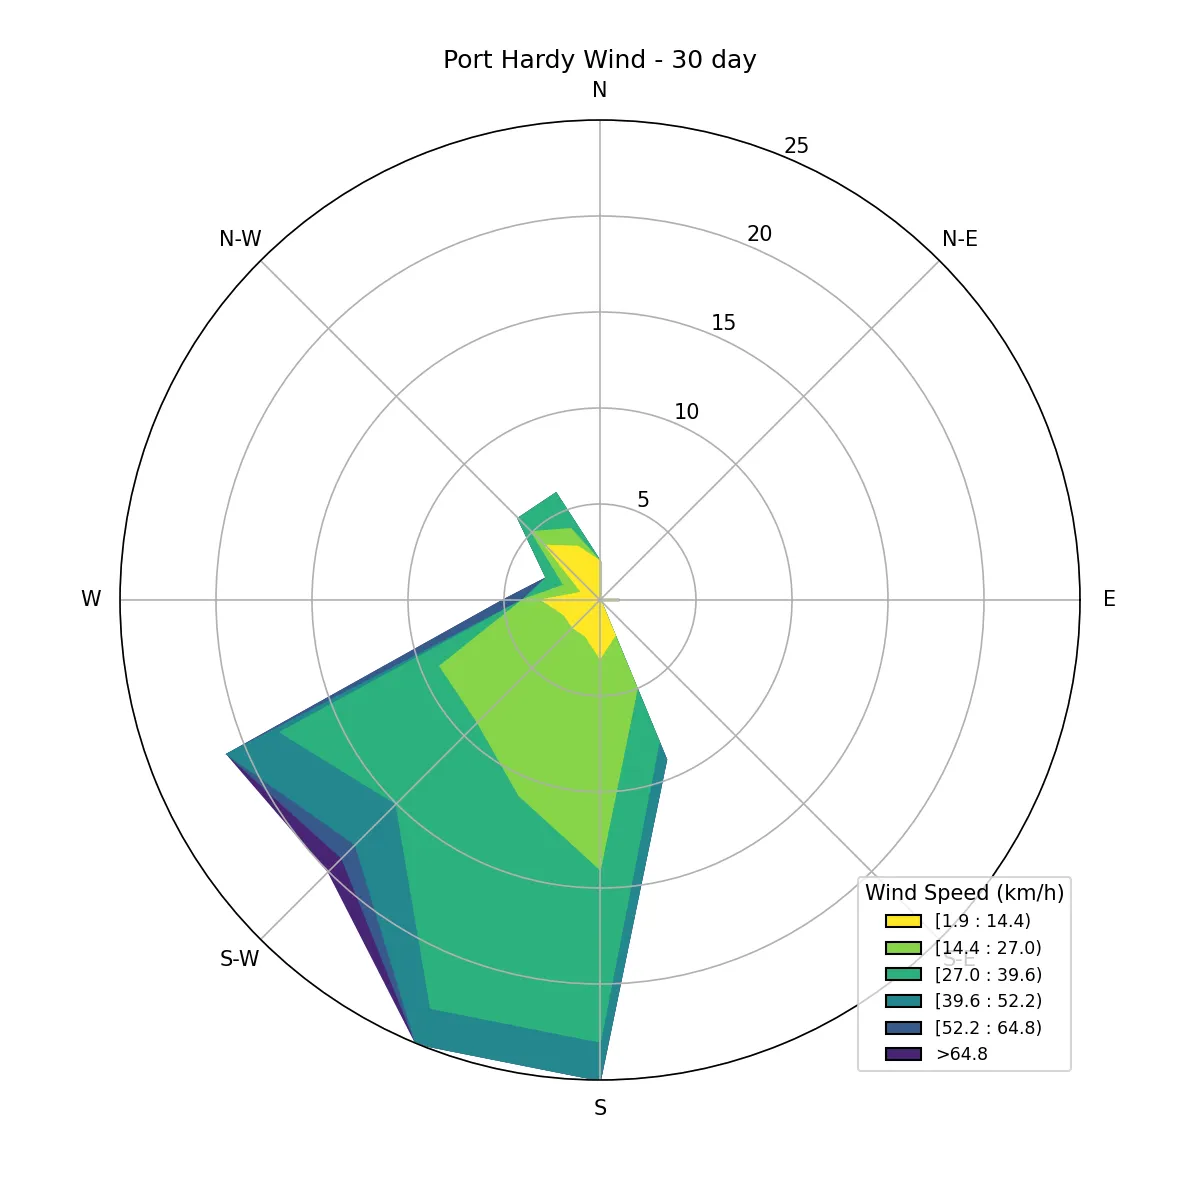 Port Hardy Wind - 30 day
N
25
N-W
N-E
20
15
10
5
W
E
S-W
S-E
S
Wind Speed (km/h)
[1.9 : 14.4)
[14.4 : 27.0)
[27.0 : 39.6)
[39.6 : 52.2)
[52.2 : 64.8)
>64.8